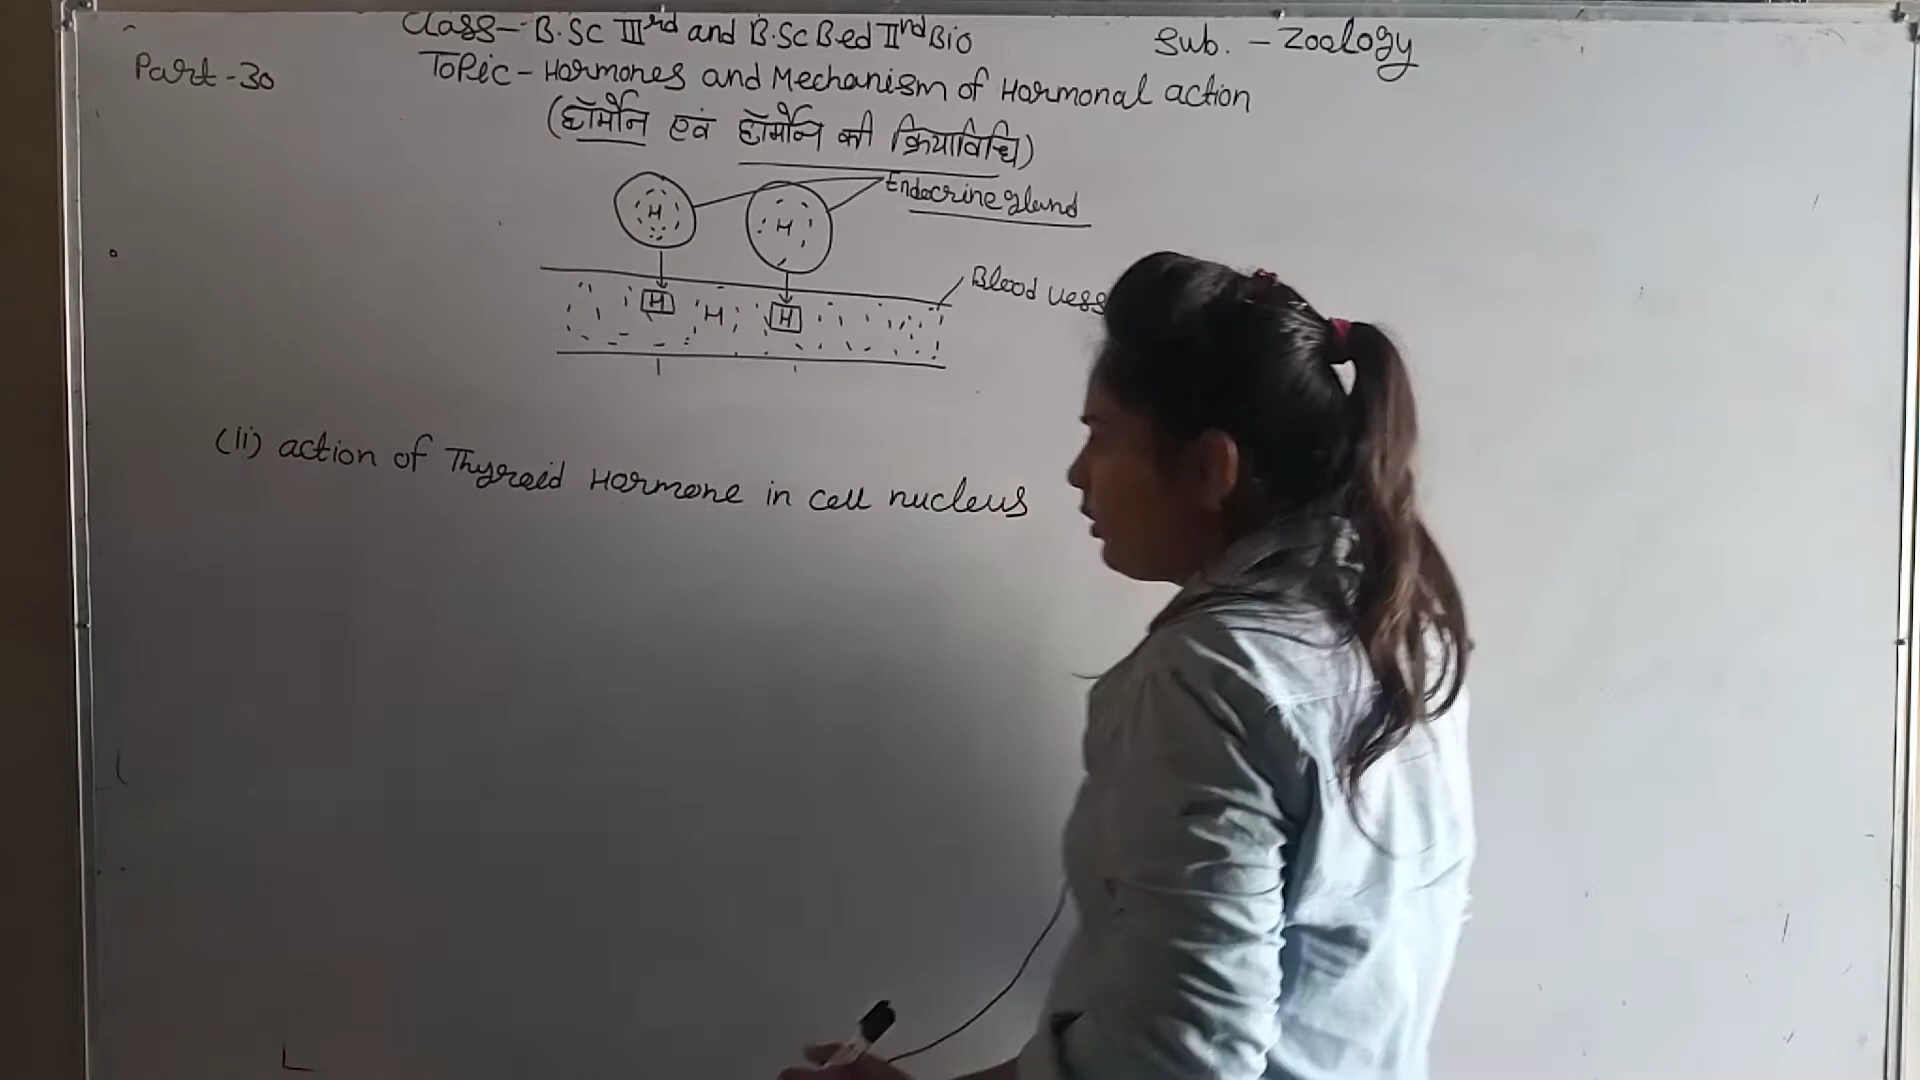 Class - B.Sc IIIrd and B.Sc Bed IInd Bio
Sub. - Zoology
Part-30
Topic - Hormones and Mechanism of Hormonal action
(हॉर्मोन एवं हॉर्मोन की क्रियाविधि)
Endocrine gland
H
H
Blood vess
H
H
H
(ii) action of Thyroid Hormone in cell nucleus